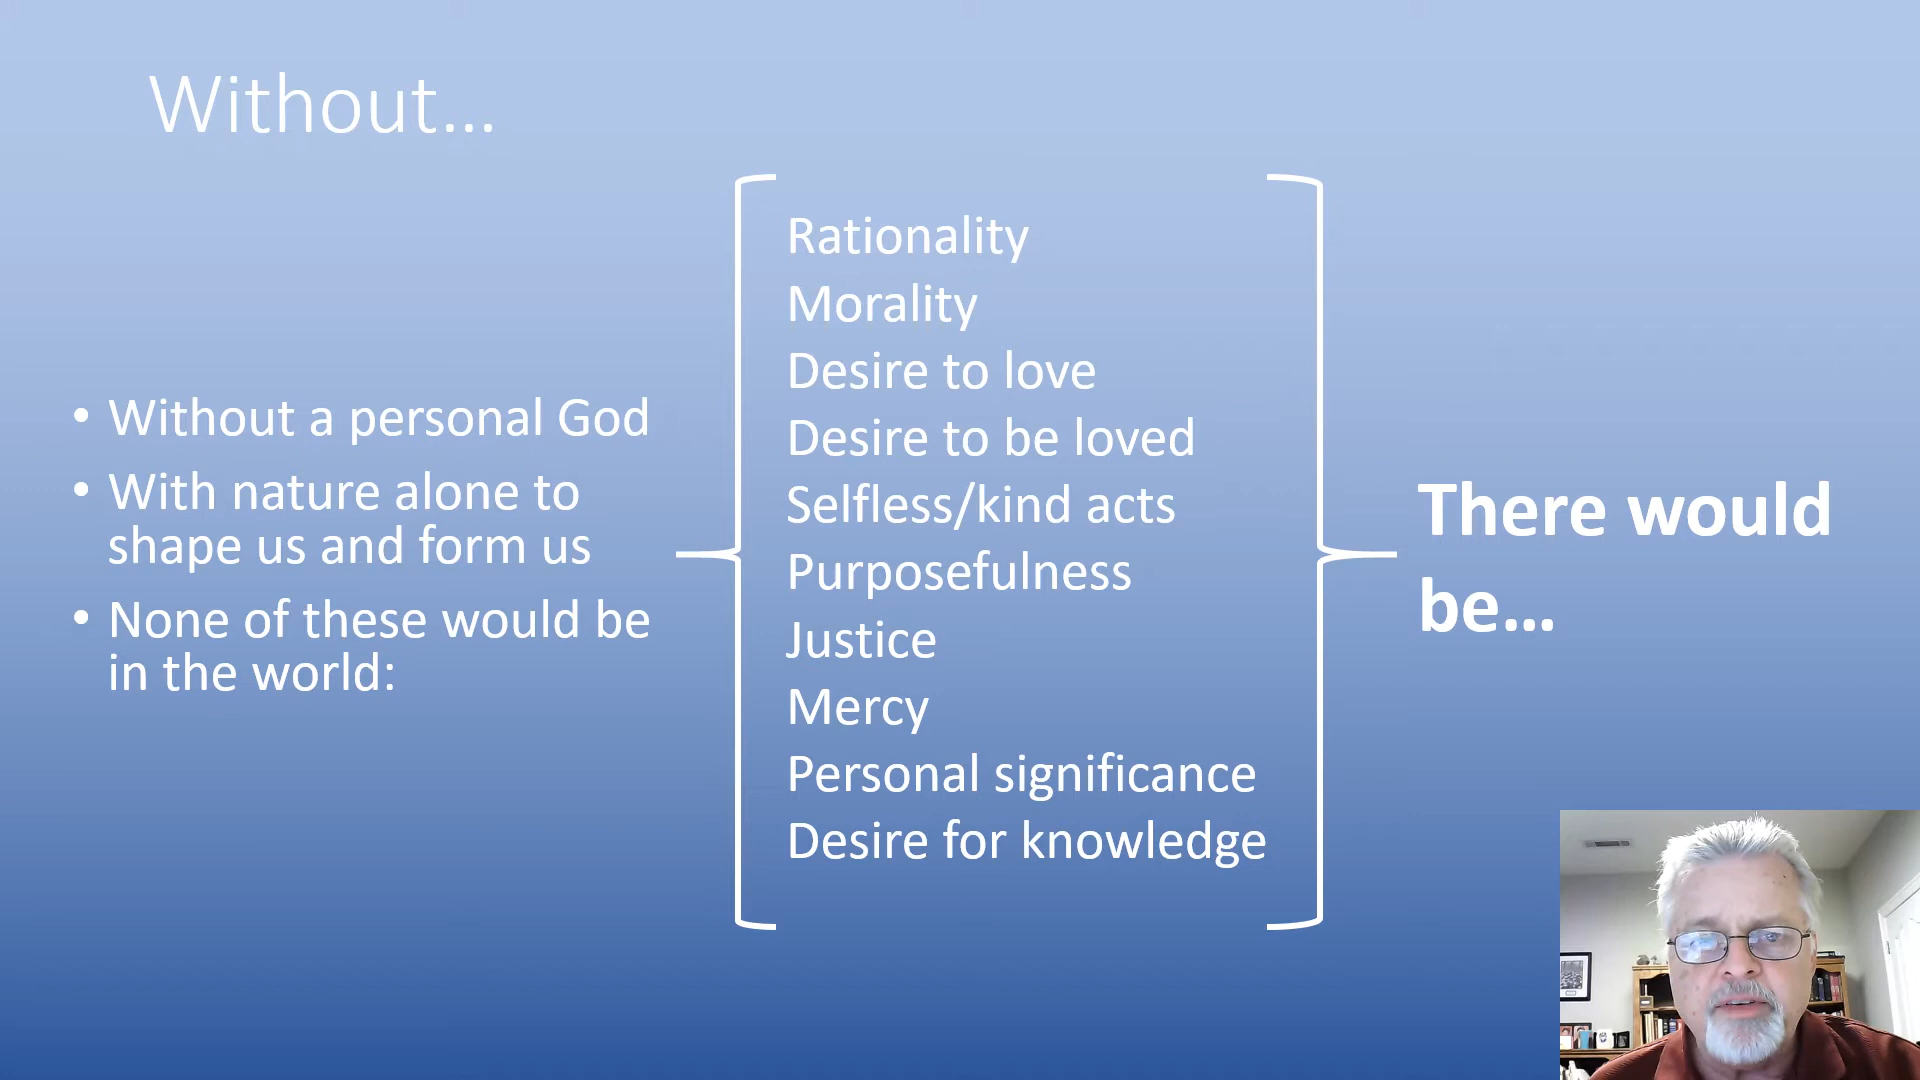 Without...
• Without a personal God
• With nature alone to
shape us and form us
• None of these would be
in the world:
Rationality
Morality
Desire to love
Desire to be loved
Selfless/kind acts
Purposefulness
Justice
Mercy
Personal significance
Desire for knowledge
There would
be...